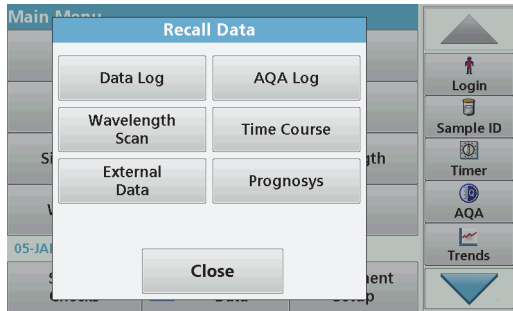 Main Menu
Recall Data
Data Log
AQA Log
Wavelength
Scan
Time Course
External
Data
Prognosys
Close
05-JA
Login
Sample ID
Timer
AQA
Trends